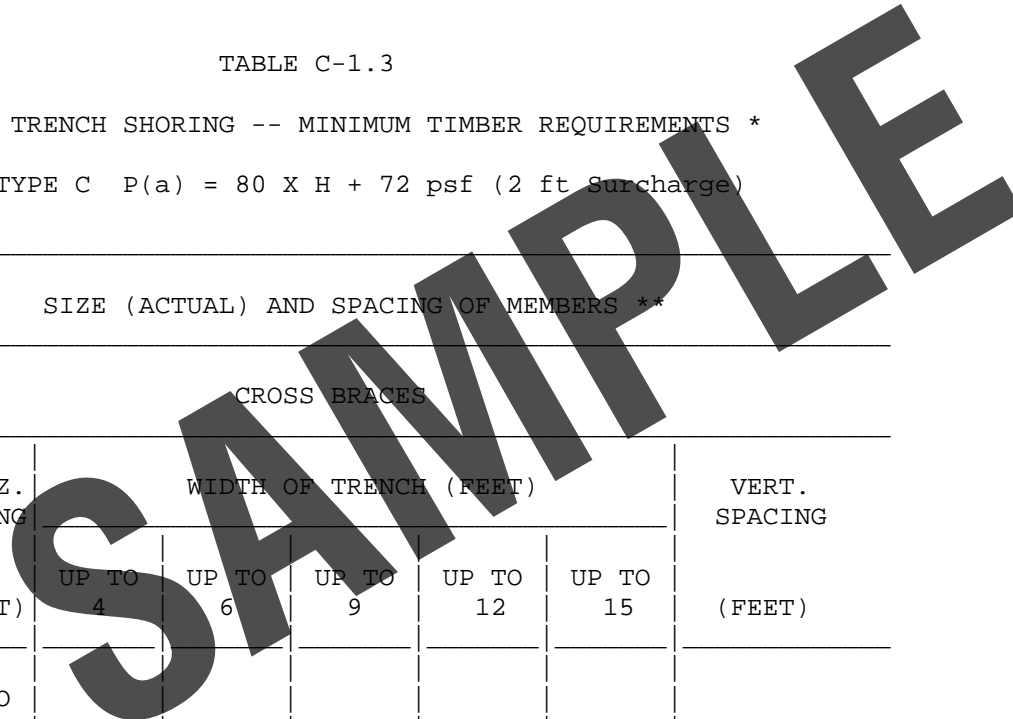 TABLE C-1.3
TRENCH SHORING -- MINIMUM TIMBER REQUIREMENTS *
TYPE C P(a) = 80 X H + 72 psf (2 ft Surcharge)
SIZE (ACTUAL) AND SPACING OF MEMBERS **
CROSS BRACES
Z. WIDTH OF TRENCH (FEET) VERT.
NG SPACING
UP TO UP TO UP TO UP TO UP TO
T) 4 6 9 12 15 (FEET)
O
SAMPLE